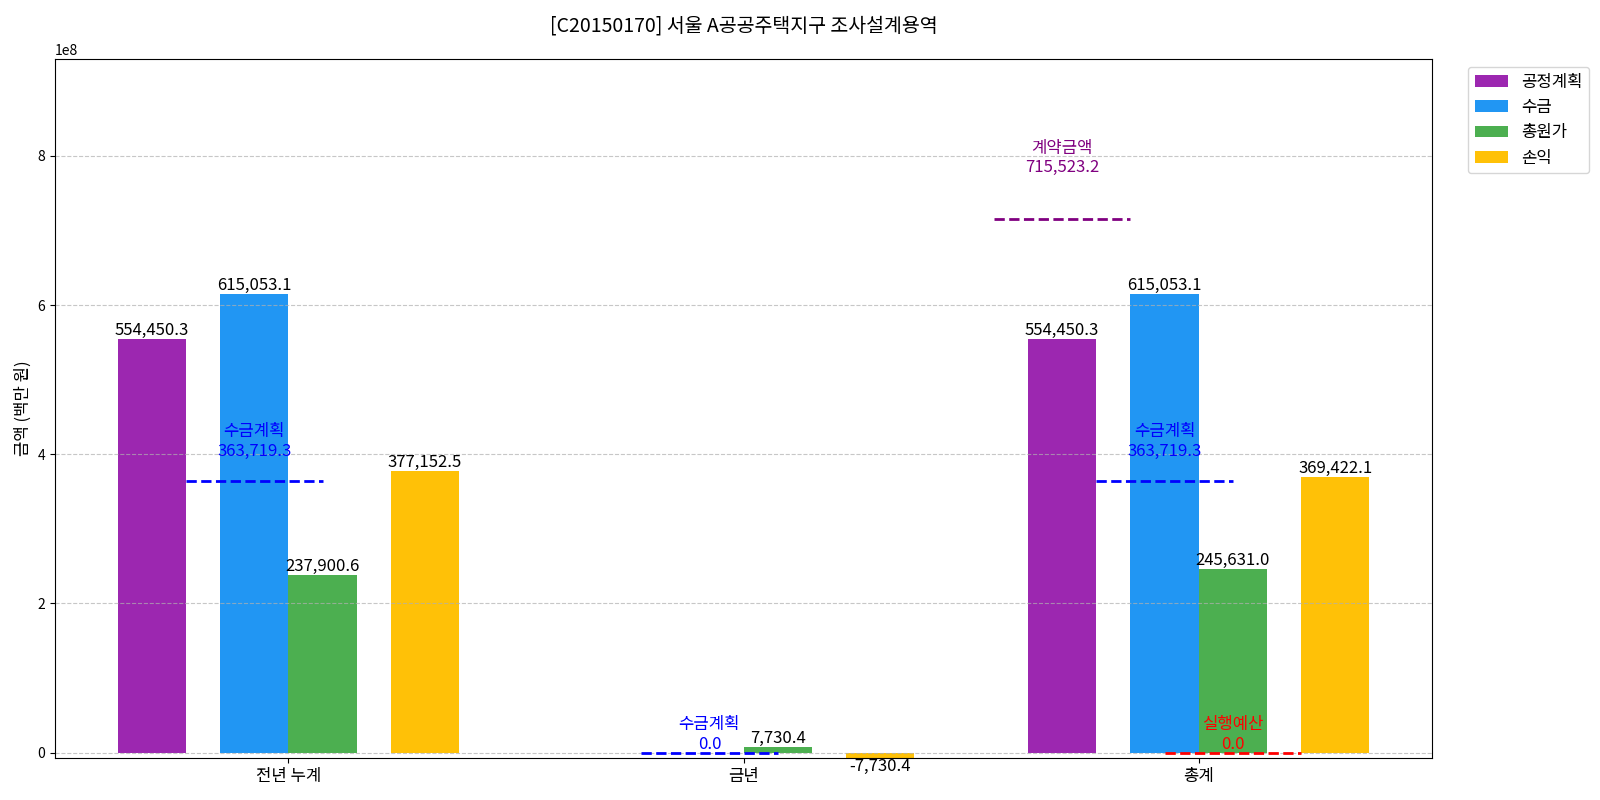 [C20150170] 서울 A공공주택지구 조사설계용역
1e8
공정계획
수금
총원가
손익
금액 (백만 원)
8
6
4
2
0
계약금액
715,523.2
554,450.3
615,053.1
수금계획
363,719.3
237,900.6
377,152.5
수금계획
0.0
7,730.4
-7,730.4
554,450.3
615,053.1
수금계획
363,719.3
245,631.0
실행예산
0.0
369,422.1
전년 누계
금년
총계